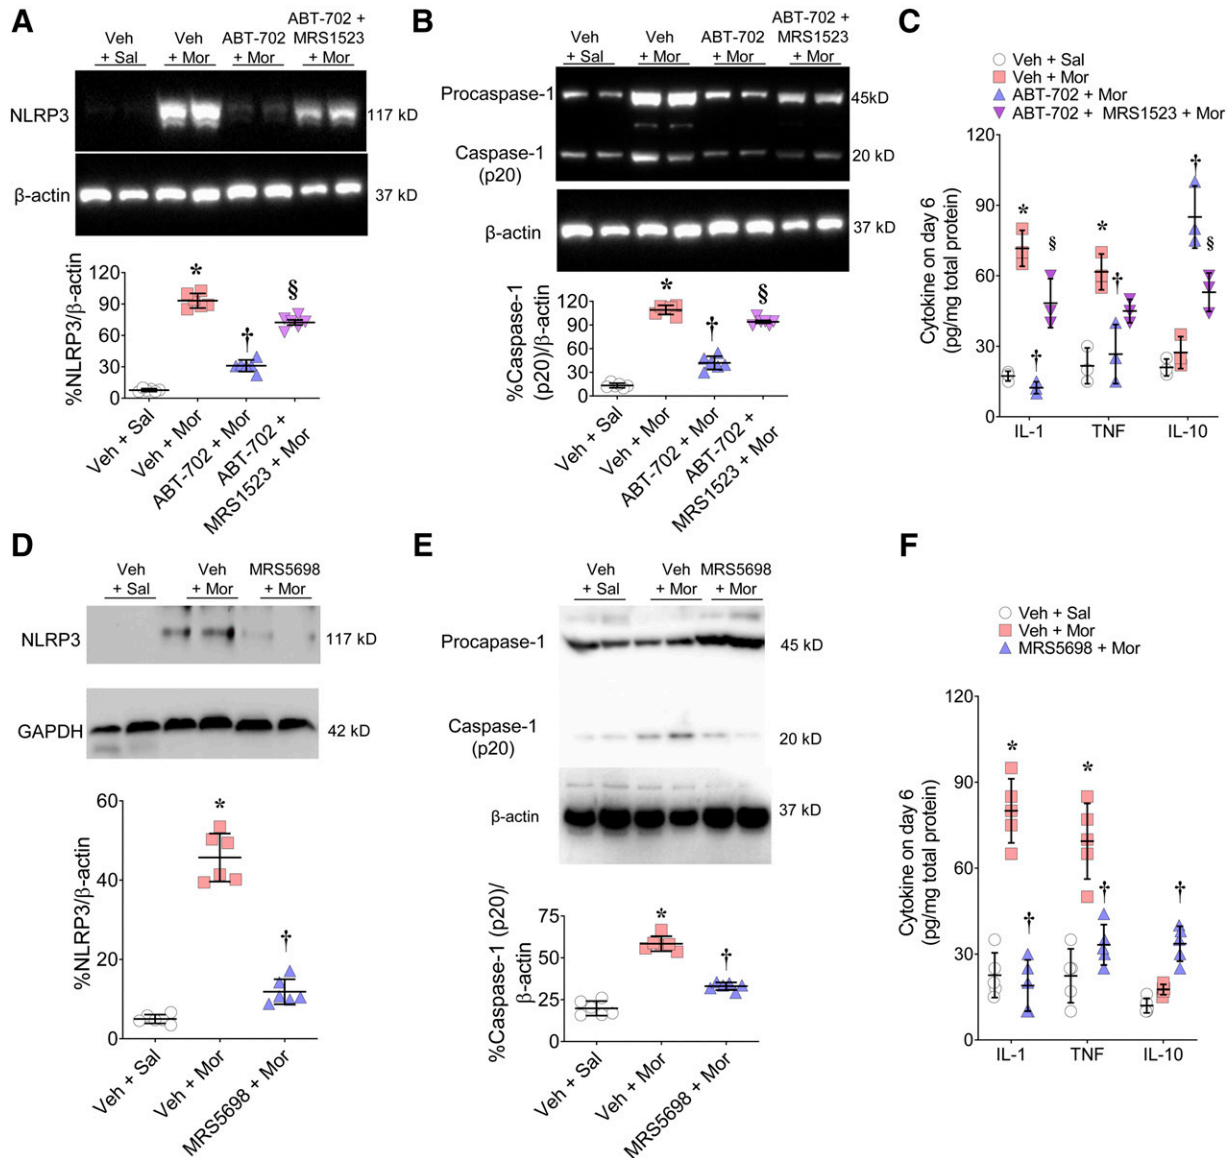 A
Veh
+ Sal
Veh
+ Mor
ABT-702
+ Mor
ABT-702 +
MRS1523
+ Mor
NLRP3
117 kD
β-actin
37 kD
%NLRP3/β-actin
120
90
60
30
0
*
†
§
Veh + Sal
Veh + Mor
ABT-702 + Mor
ABT-702 +
MRS1523 + Mor
B
Veh
+ Sal
Veh
+ Mor
ABT-702
+ Mor
ABT-702 +
MRS1523
+ Mor
Procaspase-1
45kD
Caspase-1
(p20)
20 kD
β-actin
37 kD
%Caspase-1
(p20)/β-actin
120
90
60
30
0
*
†
§
Veh + Sal
Veh + Mor
ABT-702 + Mor
ABT-702 +
MRS1523 + Mor
C
Veh + Sal
Veh + Mor
ABT-702 + Mor
ABT-702 + MRS1523 + Mor
Cytokine on day 6
(pg/mg total protein)
120
90
60
30
0
*
†
§
*
†
†
§
IL-1
TNF
IL-10
D
Veh
+ Sal
Veh
+ Mor
MRS5698
+ Mor
NLRP3
117 kD
GAPDH
42 kD
%NLRP3/β-actin
60
40
20
0
*
†
Veh + Sal
Veh + Mor
MRS5698 + Mor
E
Veh
+ Sal
Veh
+ Mor
MRS5698
+ Mor
Procapase-1
45 kD
Caspase-1
(p20)
20 kD
β-actin
37 kD
%Caspase-1 (p20)/
β-actin
75
50
25
0
*
†
Veh + Sal
Veh + Mor
MRS5698 + Mor
F
Veh + Sal
Veh + Mor
MRS5698 + Mor
Cytokine on day 6
(pg/mg total protein)
120
90
60
30
0
*
†
*
†
†
IL-1
TNF
IL-10